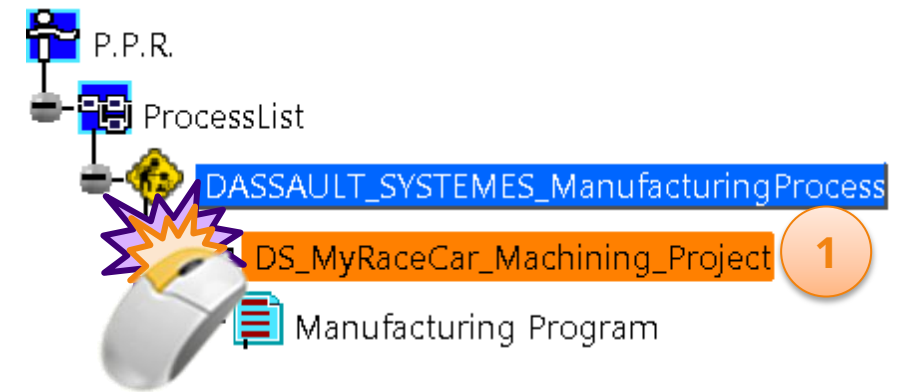 P.P.R.
ProcessList
DASSAULT_SYSTEMES_ManufacturingProcess
DS_MyRaceCar_Machining_Project
1
Manufacturing Program